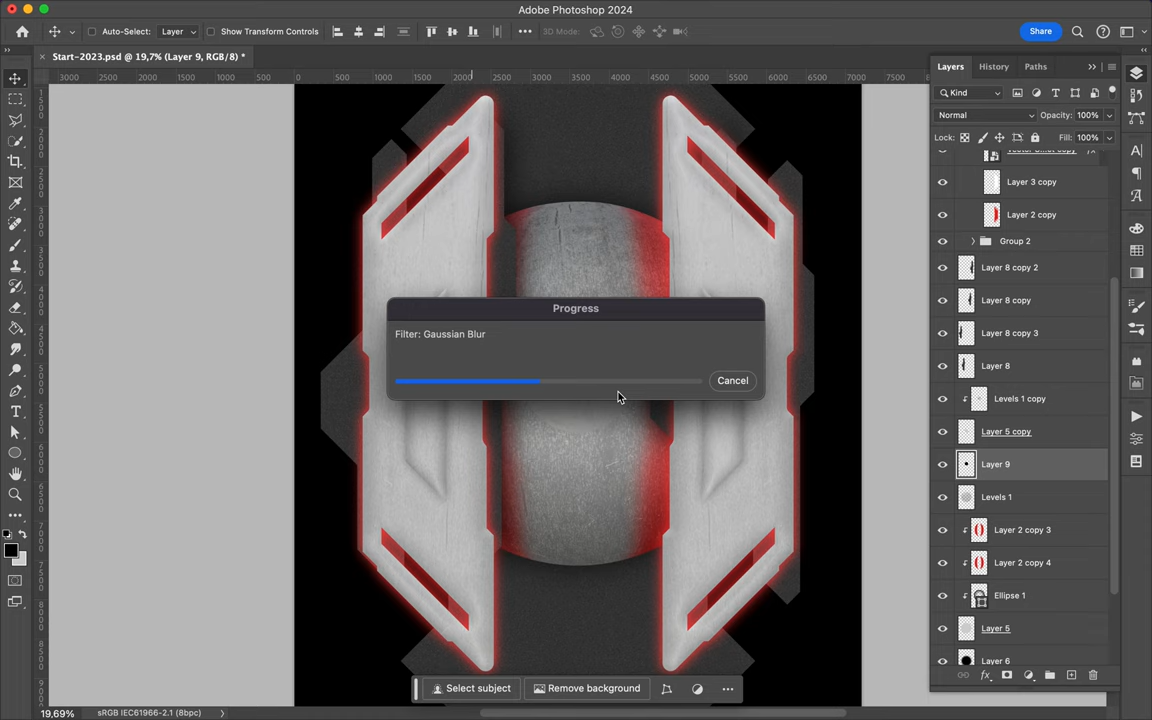 Adobe Photoshop 2024
Auto-Select: Layer Show Transform Controls 3D Mode: Share
Start-2023.psd @ 19,7% (Layer 9, RGB/8) *
3000 2500 2000 1500 1000 500 0 500 1000 1500 2000 2500 3000 3500 4000 4500 5000 5500 6000 6500 7000 7500
Layers History Paths
Kind
Normal Opacity: 100%
Lock: Fill: 100%
Layer 3 copy
Layer 2 copy
Group 2
Layer 8 copy 2
Layer 8 copy
Layer 8 copy 3
Layer 8
Levels 1 copy
Layer 5 copy
Layer 9
Levels 1
Layer 2 copy 3
Layer 2 copy 4
Ellipse 1
Layer 5
Layer 6
Progress
Filter: Gaussian Blur
Cancel
Select subject Remove background
19,69% sRGB IEC61966-2.1 (8bpc)